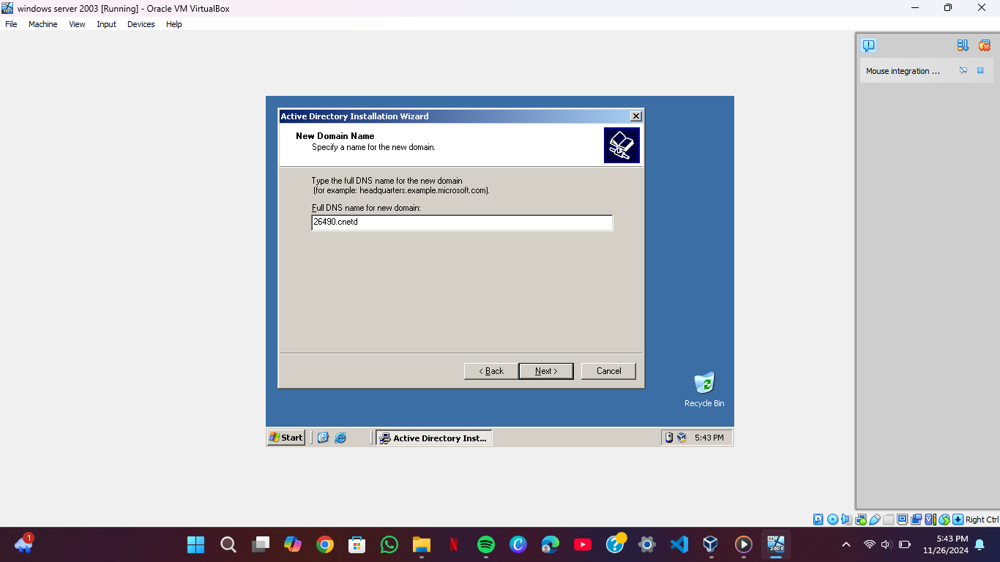 windows server 2003 [Running] - Oracle VM VirtualBox
File Machine View Input Devices Help
Mouse integration ...
Active Directory Installation Wizard
New Domain Name
Specify a name for the new domain.
Type the full DNS name for the new domain
(for example: headquarters.example.microsoft.com).
Full DNS name for new domain:
26490.cnetd
< Back Next > Cancel
Recycle Bin
Start Active Directory Inst... 5:43 PM
Right Ctrl
1
64
2003
5:43 PM
11/26/2024